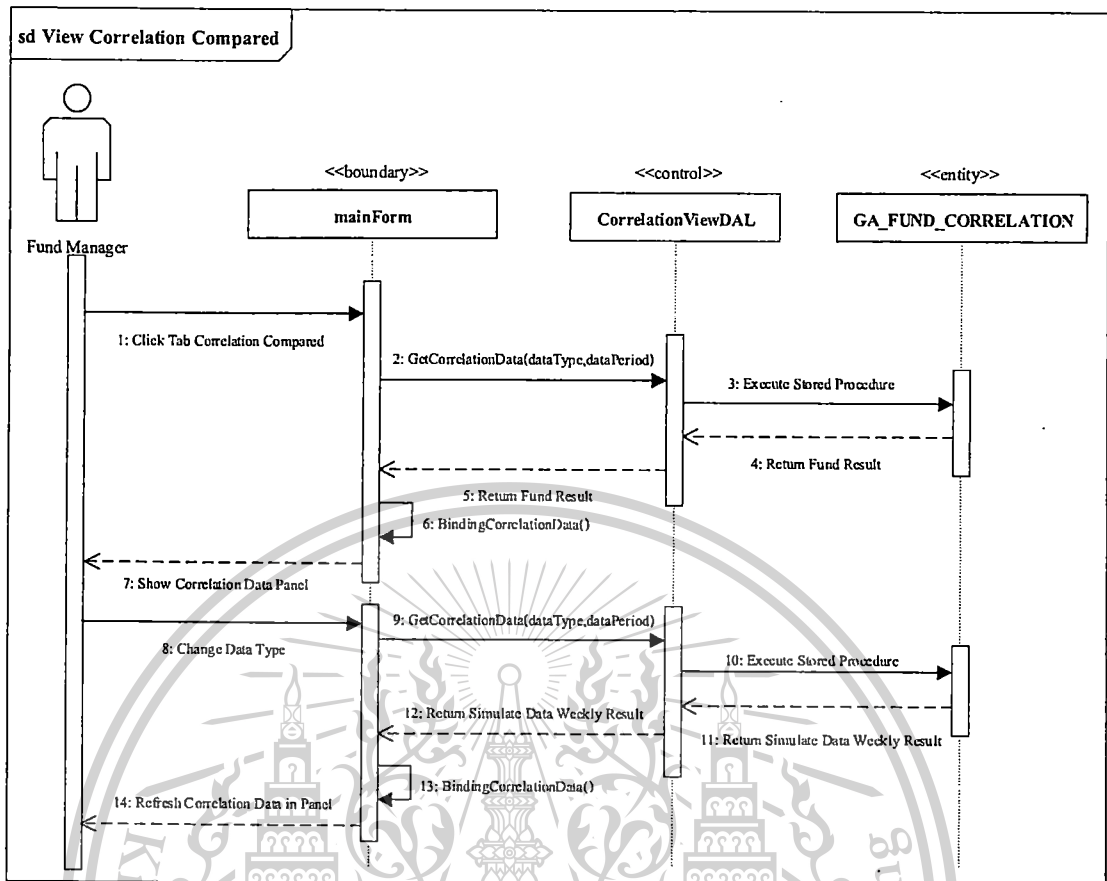 sd View Correlation Compared
<<boundary>>
<<control>>
<<entity>>
mainForm
CorrelationViewDAL
GA_FUND_CORRELATION
Fund Manager
1: Click Tab Correlation Compared
2: GetCorrelationData(dataType,dataPeriod)
3: Execute Stored Procedure
4: Return Fund Result
5: Return Fund Result
6: BindingCorrelationData()
7: Show Correlation Data Panel
8: Change Data Type
9: GetCorrelationData(dataType,dataPeriod)
10: Execute Stored Procedure
11: Return Simulate Data Weekly Result
12: Return Simulate Data Weekly Result
13: BindingCorrelationData()
14: Refresh Correlation Data in Panel